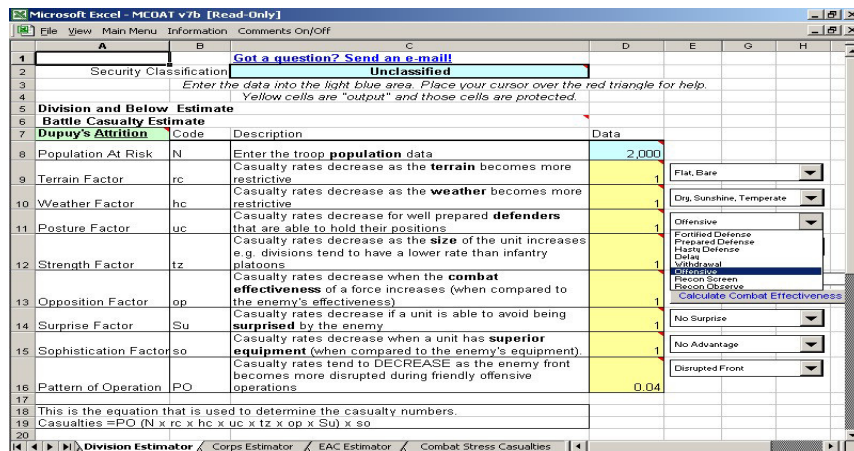 Microsoft Excel - MCOAT v7b [Read-Only]
File View Main Menu Information Comments On/Off
A B C D E G H
1 Got a question? Send an e-mail!
2 Security Classification Unclassified
3 Enter the data into the light blue area. Place your cursor over the red triangle for help.
4 Yellow cells are "output" and those cells are protected.
5 Division and Below Estimate
6 Battle Casualty Estimate
7 Dupuy's Attrition Code Description Data
8 Population At Risk N Enter the troop population data 2,000
Casualty rates decrease as the terrain becomes more
9 Terrain Factor rc restrictive 1 Flat, Bare
Casualty rates decrease as the weather becomes more
10 Weather Factor hc restrictive 1 Dry, Sunshine, Temperate
Casualty rates decrease for well prepared defenders
11 Posture Factor uc that are able to hold their positions 1 Offensive
Fortified Defense
Prepared Defense
Hasty Defense
Delay
Withdrawal
Offensive
Recon Screen
Recon Observe
Casualty rates decrease as the size of the unit increases
e.g. divisions tend to have a lower rate than infantry
12 Strength Factor tz platoons 1
Casualty rates decrease when the combat
effectiveness of a force increases (when compared to
13 Opposition Factor op the enemy's effectiveness) 1 Calculate Combat Effectiveness
Casualty rates decrease if a unit is able to avoid being
14 Surprise Factor Su surprised by the enemy 1 No Surprise
Casualty rates decrease when a unit has superior
15 Sophistication Factor so equipment (when compared to the enemy's equipment). 1 No Advantage
Casualty rates tend to DECREASE as the enemy front
becomes more disrupted during friendly offensive
16 Pattern of Operation PO operations 0.04 Disrupted Front
17
18 This is the equation that is used to determine the casualty numbers.
19 Casualties =PO (N x rc x hc x uc x tz x op x Su) x so
20
Division Estimator Corps Estimator EAC Estimator Combat Stress Casualties